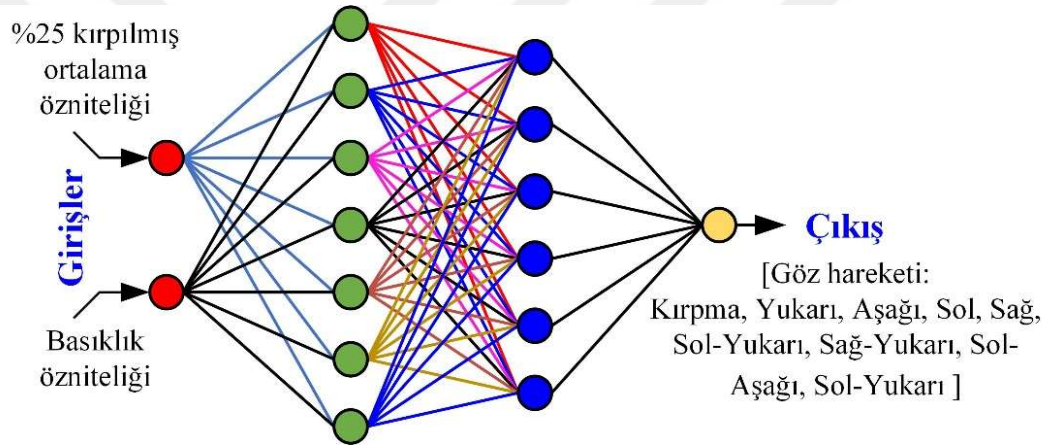 %25 kırpılmış
ortalama
özniteliği
Girişler
Basıklık
özniteliği
Çıkış
[Göz hareketi:
Kırpma, Yukarı, Aşağı, Sol, Sağ,
Sol-Yukarı, Sağ-Yukarı, Sol-
Aşağı, Sol-Yukarı ]